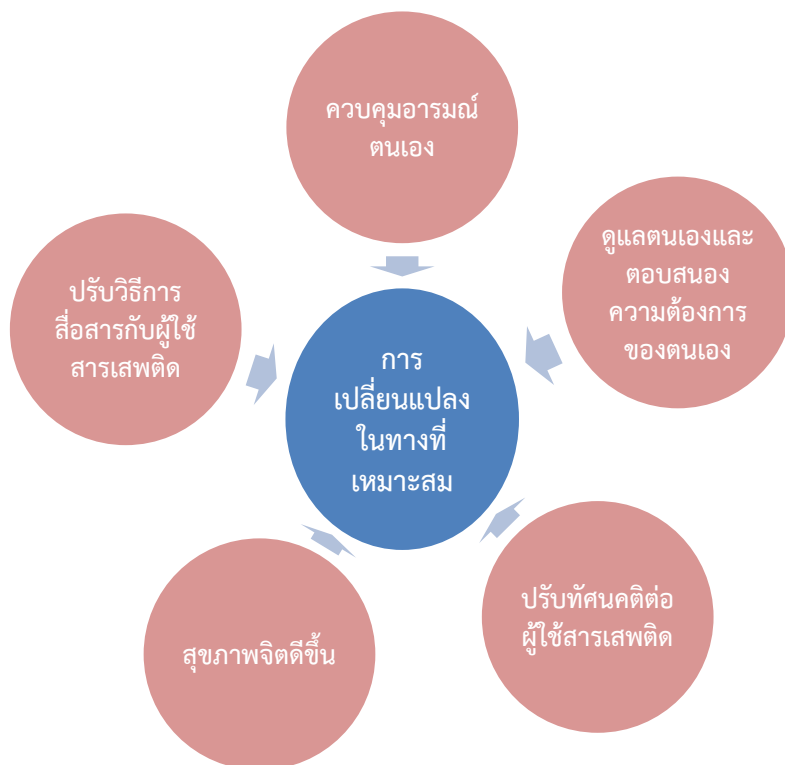 ควบคุมอารมณ์
ตนเอง
ดูแลตนเองและ
ตอบสนอง
ความต้องการ
ของตนเอง
ปรับวิธีการ
สื่อสารกับผู้ใช้
สารเสพติด
การ
เปลี่ยนแปลง
ในทางที่
เหมาะสม
ปรับทัศนคติต่อ
ผู้ใช้สารเสพติด
สุขภาพจิตดีขึ้น